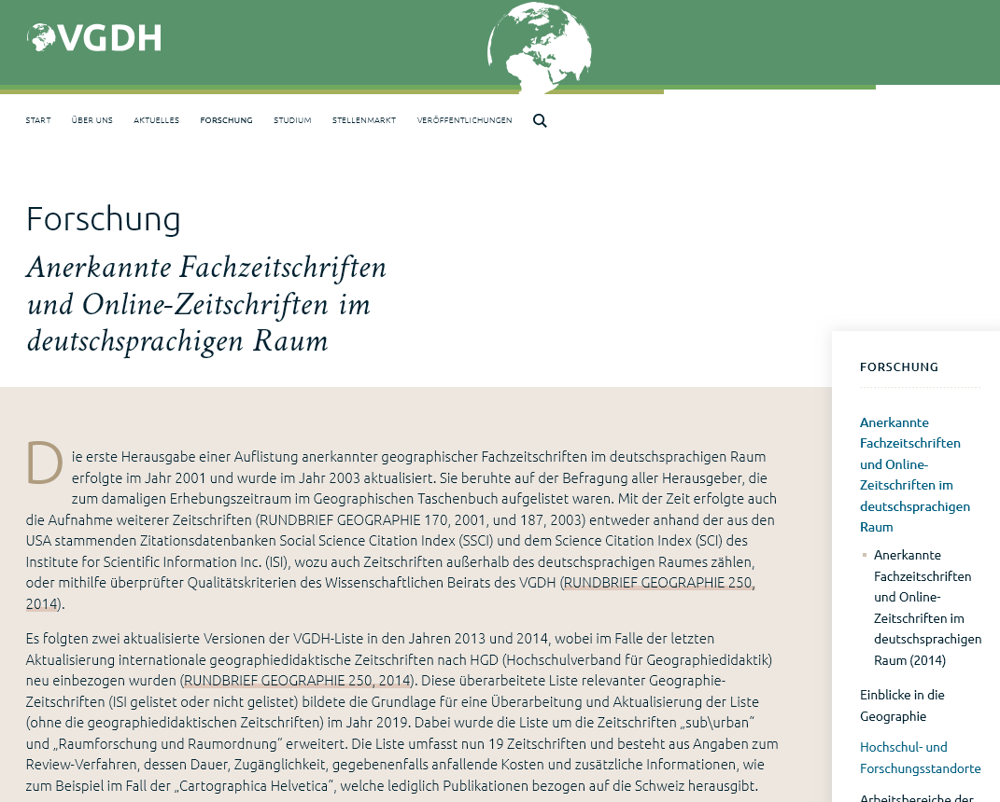 VGDH
START ÜBER UNS AKTUELLES FORSCHUNG STUDIUM STELLENMARKT VERÖFFENTLICHUNGEN
Forschung
Anerkannte Fachzeitschriften
und Online-Zeitschriften im
deutschsprachigen Raum
Die erste Herausgabe einer Auflistung anerkannter geographischer Fachzeitschriften im deutschsprachigen Raum
erfolgte im Jahr 2001 und wurde im Jahr 2003 aktualisiert. Sie beruhte auf der Befragung aller Herausgeber, die
zum damaligen Erhebungszeitraum im Geographischen Taschenbuch aufgelistet waren. Mit der Zeit erfolgte auch
die Aufnahme weiterer Zeitschriften (RUNDBRIEF GEOGRAPHIE 170, 2001, und 187, 2003) entweder anhand der aus den
USA stammenden Zitationsdatenbanken Social Science Citation Index (SSCI) und dem Science Citation Index (SCI) des
Institute for Scientific Information Inc. (ISI), wozu auch Zeitschriften außerhalb des deutschsprachigen Raumes zählen,
oder mithilfe überprüfter Qualitätskriterien des Wissenschaftlichen Beirats des VGDH (RUNDBRIEF GEOGRAPHIE 250,
2014).
Es folgten zwei aktualisierte Versionen der VGDH-Liste in den Jahren 2013 und 2014, wobei im Falle der letzten
Aktualisierung internationale geographiedidaktische Zeitschriften nach HGD (Hochschulverband für Geographiedidaktik)
neu einbezogen wurden (RUNDBRIEF GEOGRAPHIE 250, 2014). Diese überarbeitete Liste relevanter Geographie-
Zeitschriften (ISI gelistet oder nicht gelistet) bildete die Grundlage für eine Überarbeitung und Aktualisierung der Liste
(ohne die geographiedidaktischen Zeitschriften) im Jahr 2019. Dabei wurde die Liste um die Zeitschriften „sub\urban“
und „Raumforschung und Raumordnung“ erweitert. Die Liste umfasst nun 19 Zeitschriften und besteht aus Angaben zum
Review-Verfahren, dessen Dauer, Zugänglichkeit, gegebenenfalls anfallende Kosten und zusätzliche Informationen, wie
zum Beispiel im Fall der „Cartographica Helvetica“, welche lediglich Publikationen bezogen auf die Schweiz herausgibt.
FORSCHUNG
Anerkannte
Fachzeitschriften
und Online-
Zeitschriften im
deutschsprachigen
Raum
Anerkannte
Fachzeitschriften
und Online-
Zeitschriften im
deutschsprachigen
Raum (2014)
Einblicke in die
Geographie
Hochschul- und
Forschungsstandorte
Arbeitsbereiche der